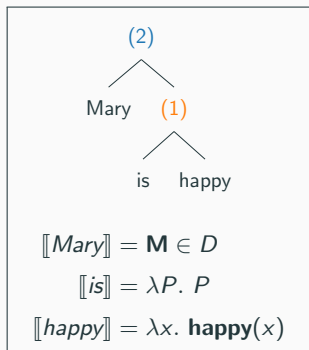 (2)
Mary (1)
is happy
⟦Mary⟧ = M ∈ D
⟦is⟧ = λP. P
⟦happy⟧ = λx. happy(x)